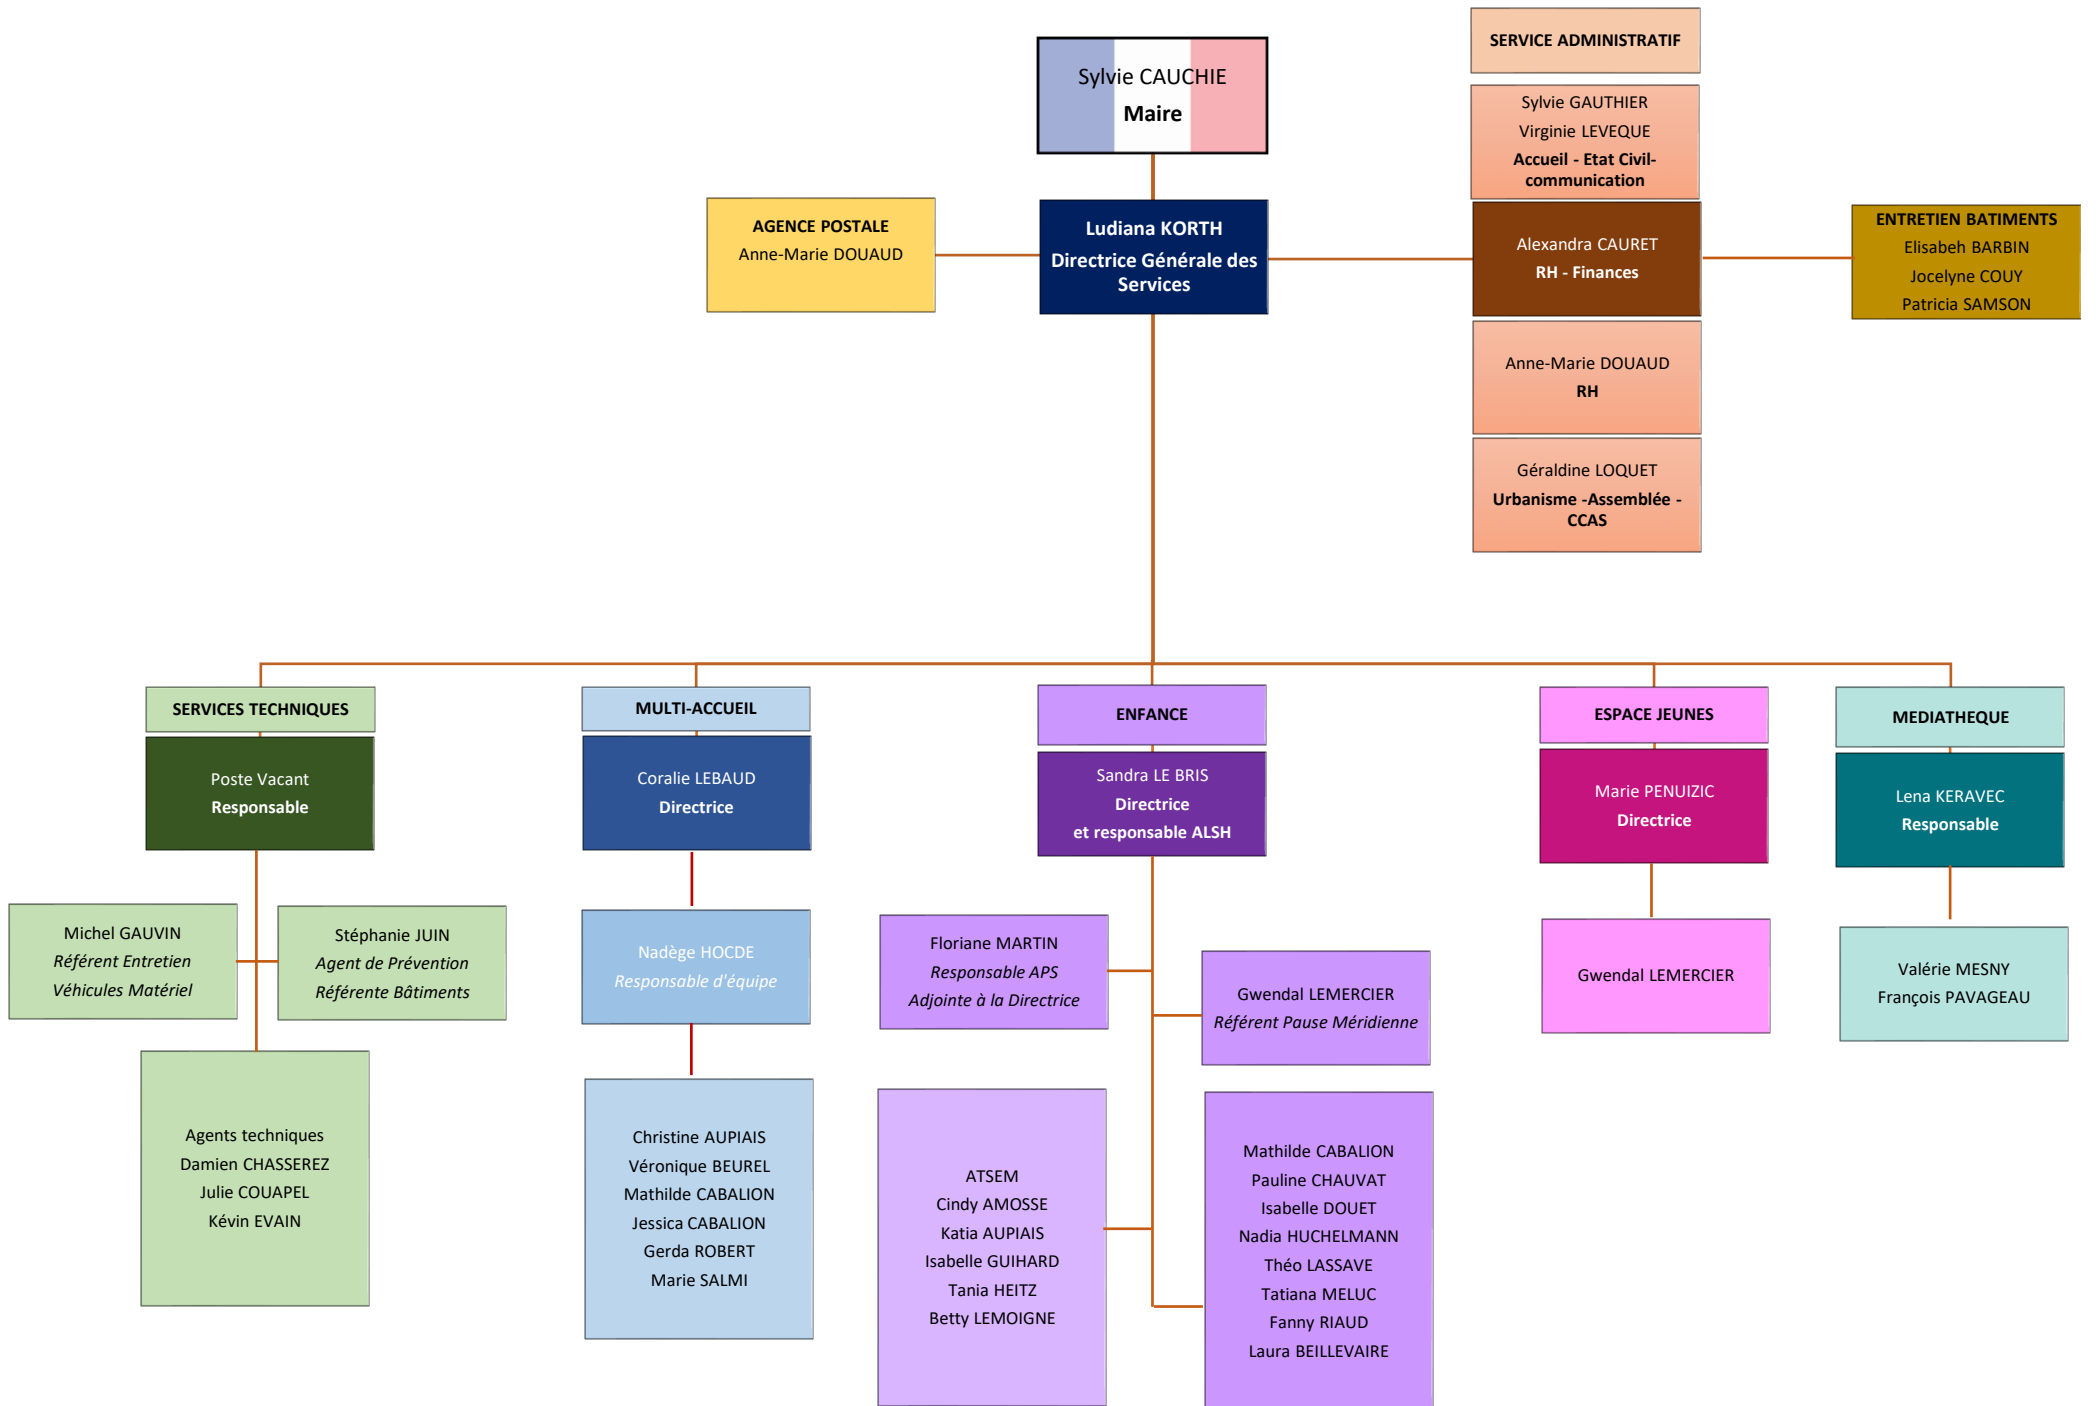 SERVICE ADMINISTRATIF
Sylvie CAUCHIE
Maire
Sylvie GAUTHIER
Virginie LEVEQUE
Accueil - Etat Civil-
communication
AGENCE POSTALE
Anne-Marie DOUAUD
Ludiana KORTH
Directrice Générale des
Services
Alexandra CAURET
RH - Finances
ENTRETIEN BATIMENTS
Elisabeh BARBIN
Jocelyne COUY
Patricia SAMSON
Anne-Marie DOUAUD
RH
Géraldine LOQUET
Urbanisme -Assemblée -
CCAS
SERVICES TECHNIQUES
Poste Vacant
Responsable
Michel GAUVIN
Référent Entretien
Véhicules Matériel
Stéphanie JUIN
Agent de Prévention
Référente Bâtiments
Agents techniques
Damien CHASSEREZ
Julie COUAPEL
Kévin EVAIN
MULTI-ACCUEIL
Coralie LEBAUD
Directrice
Nadège HOCDE
Responsable d'équipe
Christine AUPIAIS
Véronique BEUREL
Mathilde CABALION
Jessica CABALION
Gerda ROBERT
Marie SALMI
ENFANCE
Sandra LE BRIS
Directrice
et responsable ALSH
Floriane MARTIN
Responsable APS
Adjointe à la Directrice
Gwendal LEMERCIER
Référent Pause Méridienne
ATSEM
Cindy AMOSSE
Katia AUPIAIS
Isabelle GUIHARD
Tania HEITZ
Betty LEMOIGNE
Mathilde CABALION
Pauline CHAUVAT
Isabelle DOUET
Nadia HUCHELMANN
Théo LASSAVE
Tatiana MELUC
Fanny RIAUD
Laura BEILLEVAIRE
ESPACE JEUNES
Marie PENUIZIC
Directrice
Gwendal LEMERCIER
MEDIATHEQUE
Lena KERAVEC
Responsable
Valérie MESNY
François PAVAGEAU